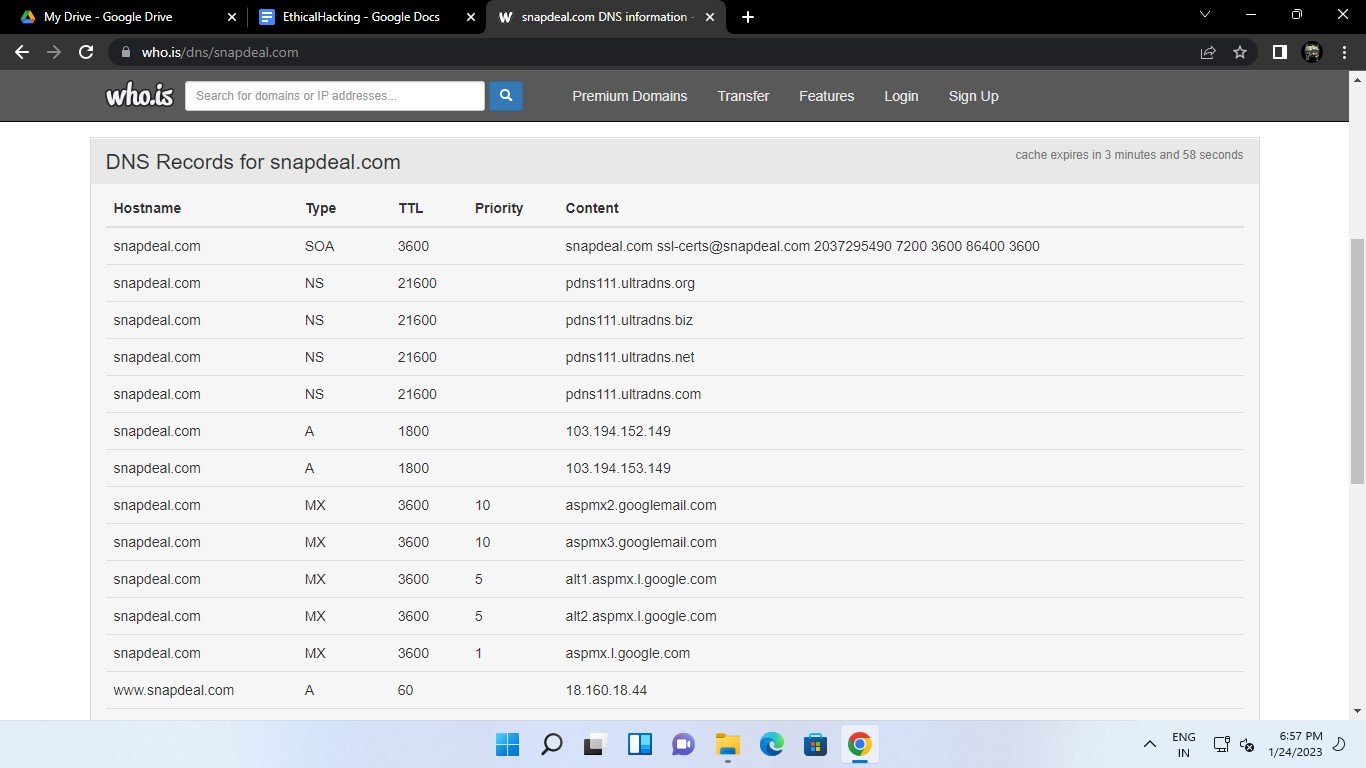 My Drive - Google Drive
EthicalHacking - Google Docs
snapdeal.com DNS information -
who.is/dns/snapdeal.com
who.is
Search for domains or IP addresses...
Premium Domains Transfer Features Login Sign Up
DNS Records for snapdeal.com
cache expires in 3 minutes and 58 seconds
Hostname Type TTL Priority Content
snapdeal.com SOA 3600 snapdeal.com ssl-certs@snapdeal.com 2037295490 7200 3600 86400 3600
snapdeal.com NS 21600 pdns111.ultradns.org
snapdeal.com NS 21600 pdns111.ultradns.biz
snapdeal.com NS 21600 pdns111.ultradns.net
snapdeal.com NS 21600 pdns111.ultradns.com
snapdeal.com A 1800 103.194.152.149
snapdeal.com A 1800 103.194.153.149
snapdeal.com MX 3600 10 aspmx2.googlemail.com
snapdeal.com MX 3600 10 aspmx3.googlemail.com
snapdeal.com MX 3600 5 alt1.aspmx.l.google.com
snapdeal.com MX 3600 5 alt2.aspmx.l.google.com
snapdeal.com MX 3600 1 aspmx.l.google.com
www.snapdeal.com A 60 18.160.18.44
ENG
IN
6:57 PM
1/24/2023